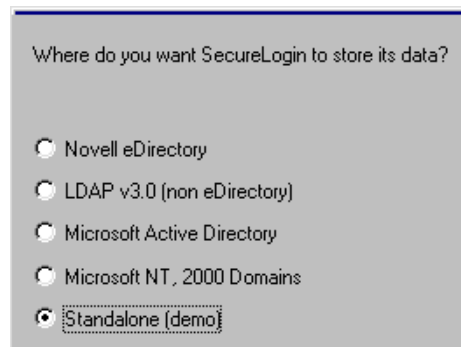 Where do you want SecureLogin to store its data?
Novell eDirectory
LDAP v3.0 (non eDirectory)
Microsoft Active Directory
Microsoft NT, 2000 Domains
Standalone (demo)